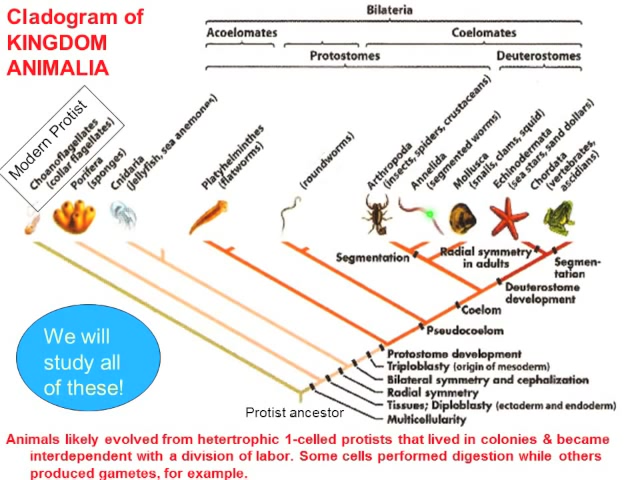 Cladogram of
KINGDOM
ANIMALIA
Bilateria
Acoelomates
Coelomates
Protostomes
Deuterostomes
Modern Protist
Choanoflagellates
(collar flagellates)
Porifera
(sponges)
Cnidaria
(jellyfish, sea anemones)
Platyhelminthes
(flatworms)
(roundworms)
Arthropoda
(insects, spiders, crustaceans)
Annelida
(segmented worms)
Mollusca
(snails, clams, squid)
Echinodermata
(sea stars, sand dollars)
Chordata
(vertebrates,
ascidians)
Segmentation
Radial symmetry
in adults
Segmen-
tation
Deuterostome
development
Coelom
Pseudocoelom
Protostome development
Triploblasty (origin of mesoderm)
Bilateral symmetry and cephalization
Radial symmetry
Tissues; Diploblasty (ectoderm and endoderm)
Multicellularity
Protist ancestor
We will
study all
of these!
Animals likely evolved from hetertrophic 1-celled protists that lived in colonies & became
interdependent with a division of labor. Some cells performed digestion while others
produced gametes, for example.